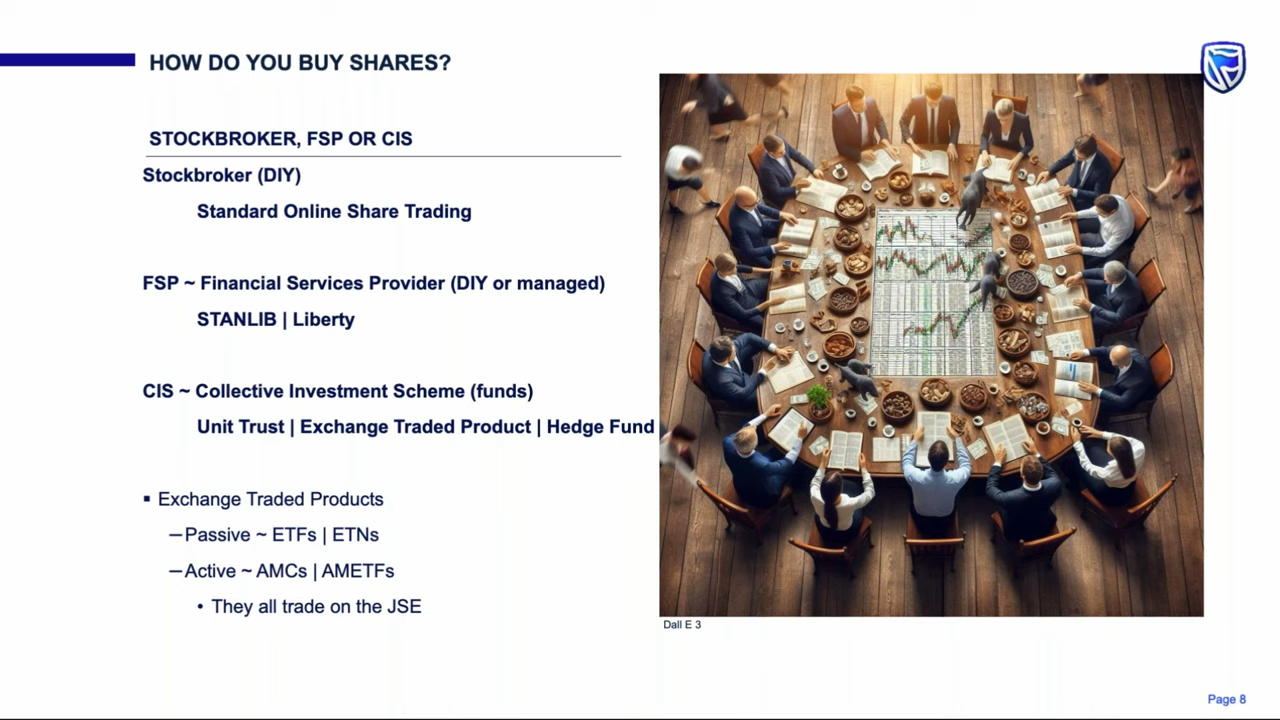 HOW DO YOU BUY SHARES?
STOCKBROKER, FSP OR CIS
Stockbroker (DIY)
Standard Online Share Trading
FSP ~ Financial Services Provider (DIY or managed)
STANLIB | Liberty
CIS ~ Collective Investment Scheme (funds)
Unit Trust | Exchange Traded Product | Hedge Fund
▪ Exchange Traded Products
–Passive ~ ETFs | ETNs
–Active ~ AMCs | AMETFs
• They all trade on the JSE
Dall E 3
Page 8